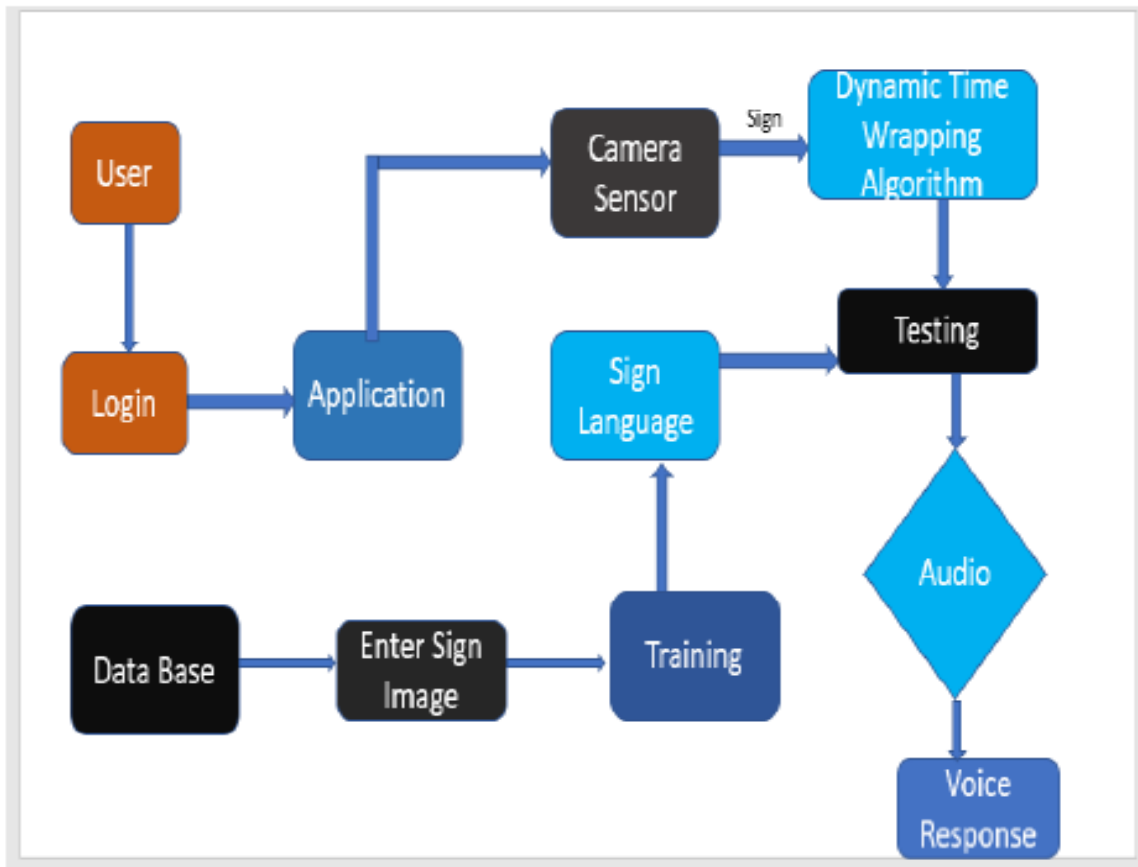 User
Login
Application
Camera
Sensor
Sign
Dynamic Time
Wrapping
Algorithm
Testing
Sign
Language
Data Base
Enter Sign
Image
Training
Audio
Voice
Response